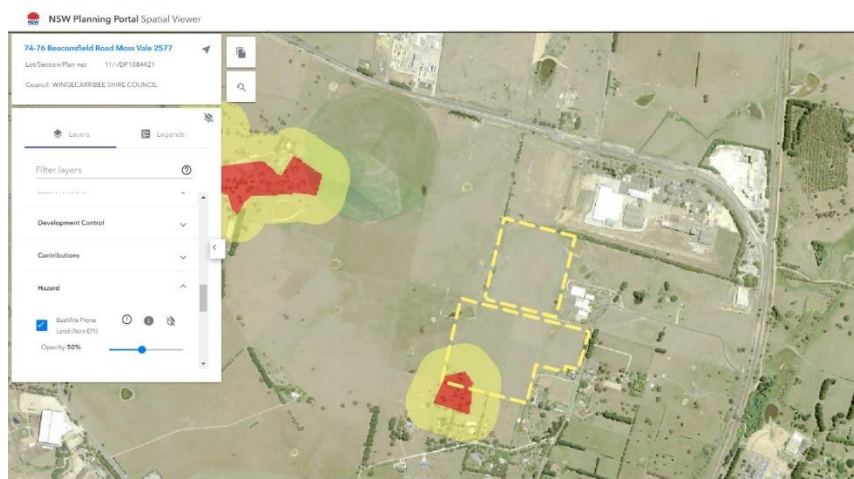 NSW Planning Portal Spatial Viewer
74-76 Beaconsfield Road Moss Vale 2577
Lot/Section/Plan no: 11/-/DP1084421
Council: WINGECARRIBEE SHIRE COUNCIL
Layers
Legends
Filter layers
Development Control
Contributions
Hazard
Bushfire Prone
Land (Non-EPI)
Opacity: 50%